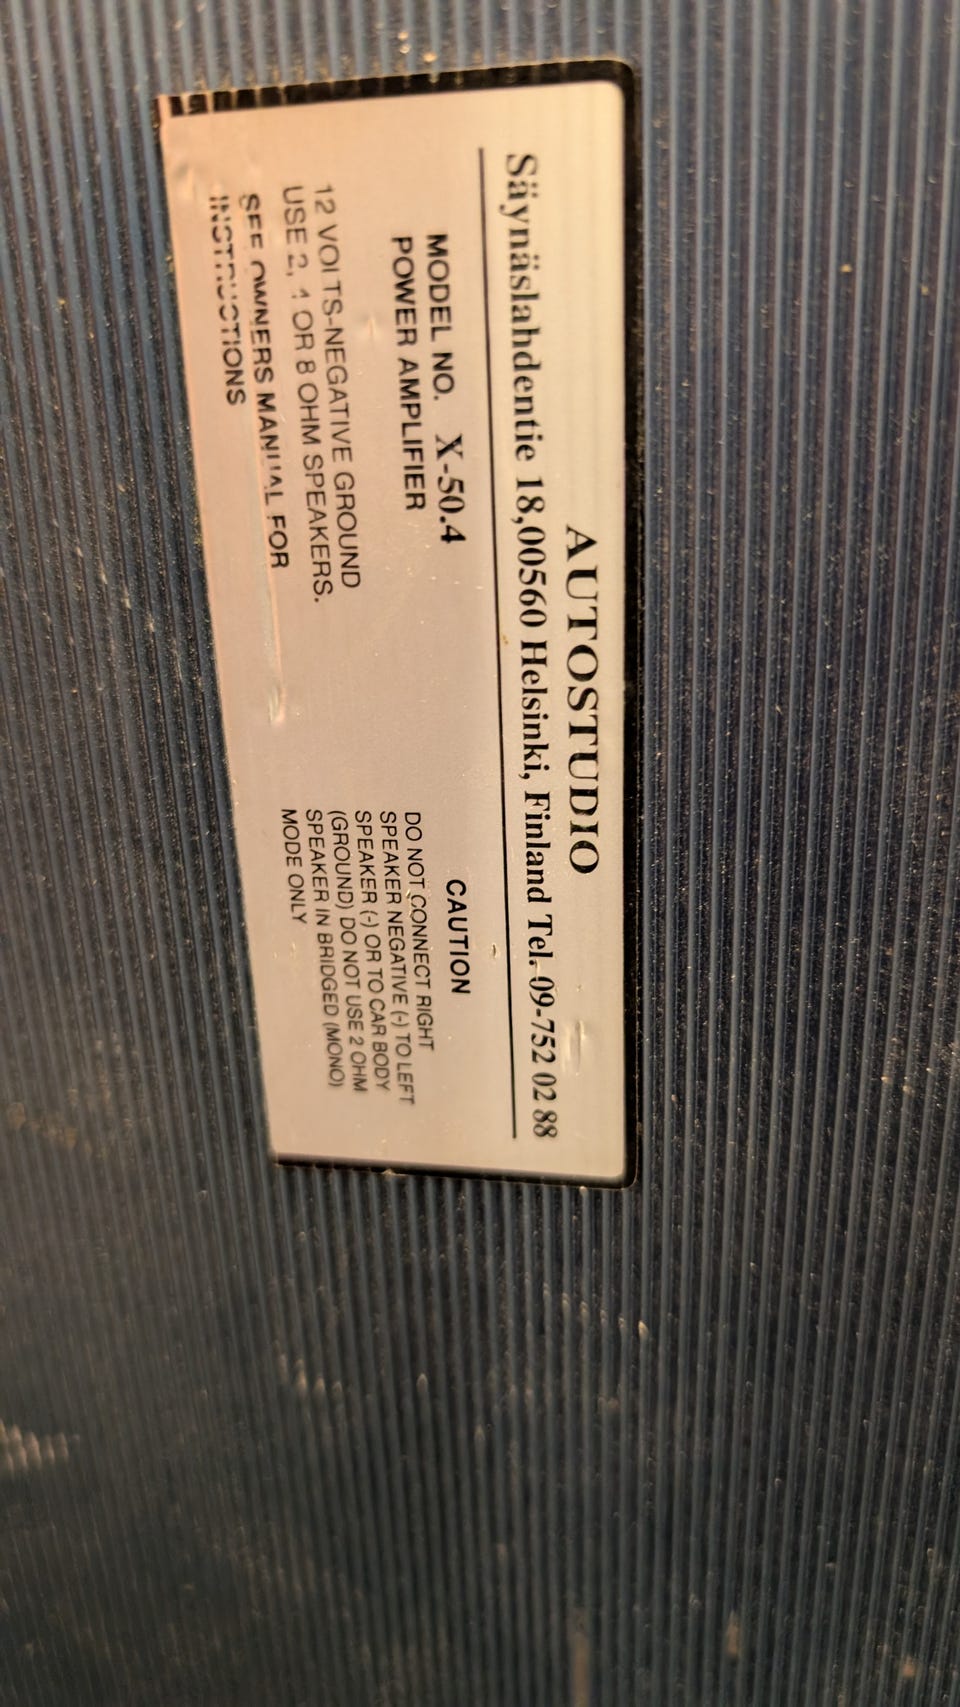 AUTOSTUDIO
Säynäslahdentie 18,00560 Helsinki, Finland Tel. 09-752 02 88
MODEL NO. X-50.4
POWER AMPLIFIER
12 VOLTS-NEGATIVE GROUND
USE 2, 4 OR 8 OHM SPEAKERS.
SEE OWNERS MANUAL FOR
INSTRUCTIONS
CAUTION
DO NOT CONNECT RIGHT
SPEAKER NEGATIVE (-) TO LEFT
SPEAKER (-) OR TO CAR BODY
(GROUND) DO NOT USE 2 OHM
SPEAKER IN BRIDGED (MONO)
MODE ONLY